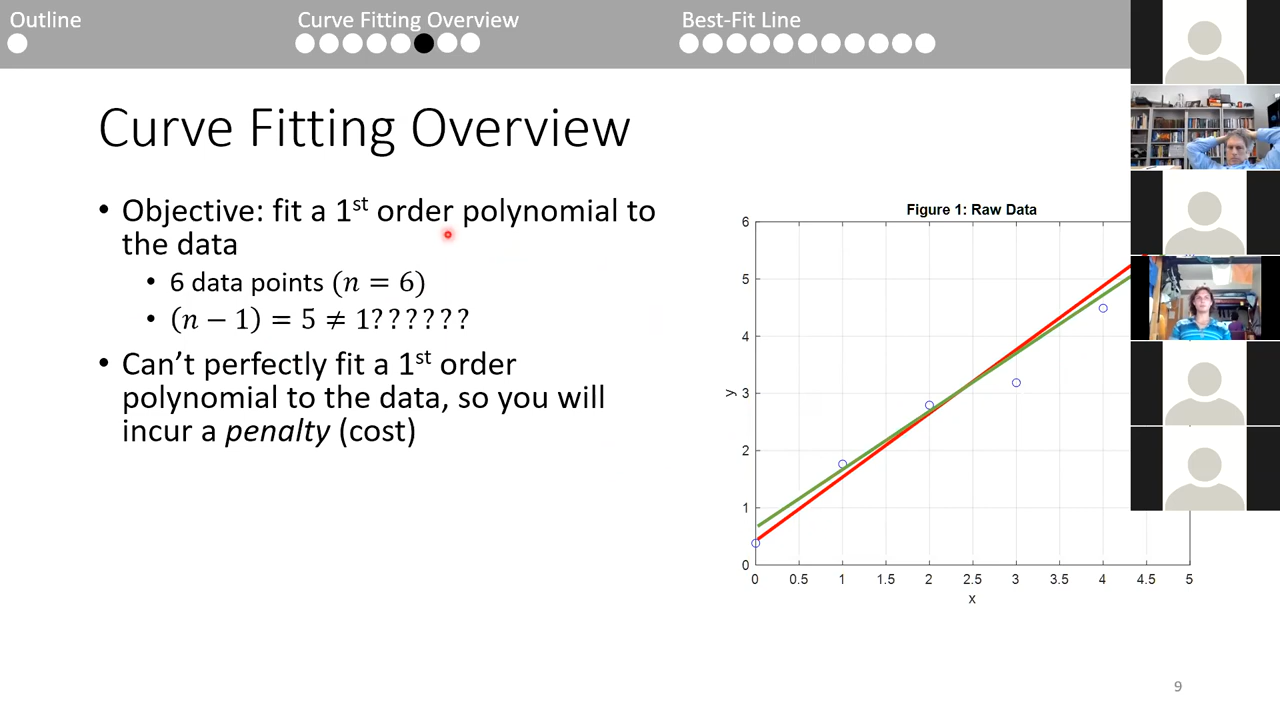 Outline
Curve Fitting Overview
Best-Fit Line
Curve Fitting Overview
• Objective: fit a 1st order polynomial to
the data
• 6 data points (n = 6)
• (n − 1) = 5 ≠ 1??????
• Can’t perfectly fit a 1st order
polynomial to the data, so you will
incur a penalty (cost)
Figure 1: Raw Data
6
5
4
3
2
1
0
y
0 0.5 1 1.5 2 2.5 3 3.5 4 4.5 5
x
9